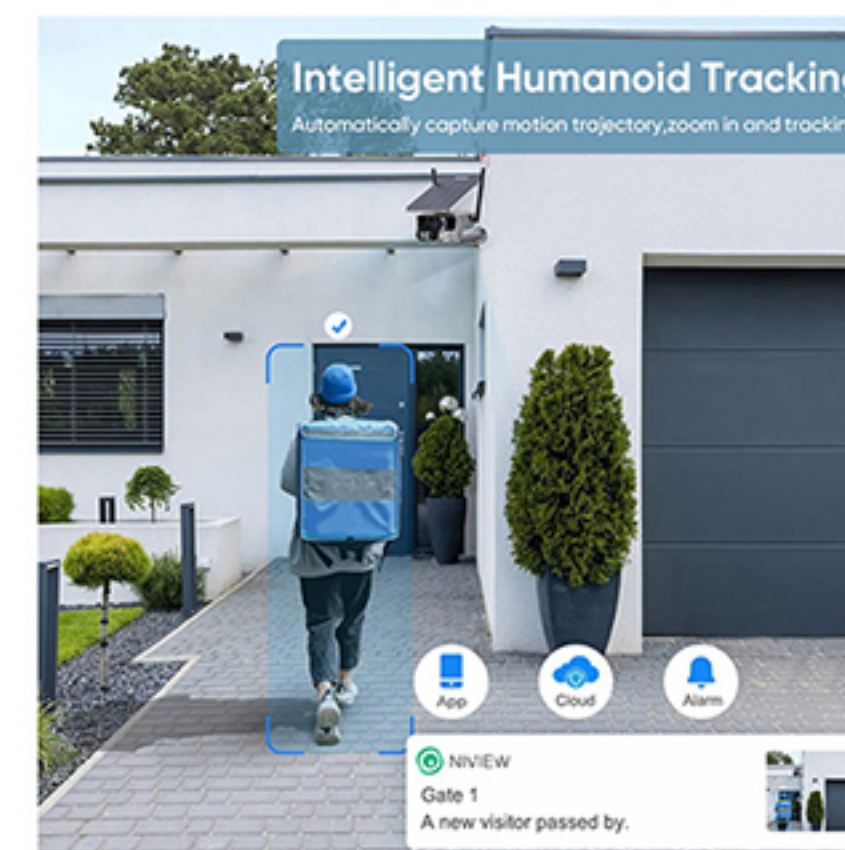 Intelligent Humanoid Tracking
Automatically capture motion trajectory,zoom in and trackin
App
Cloud
Alarm
NIVIEW
Gate 1
A new visitor passed by.